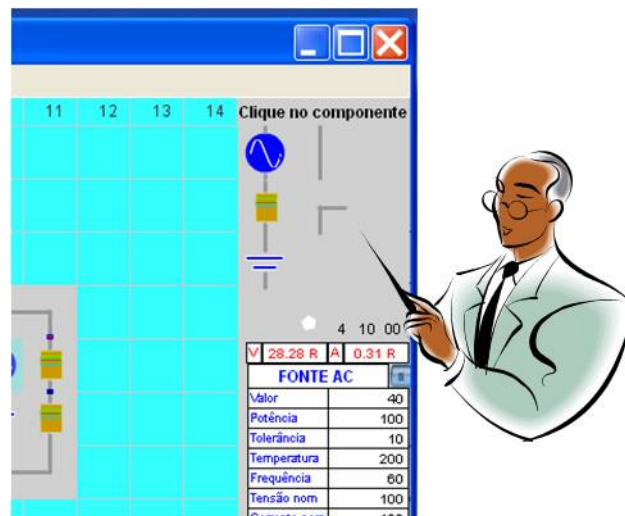 11 12 13 14 Clique no componente
4 10 00
V 28.28 R A 0.31 R
FONTE AC
Valor 40
Potência 100
Tolerância 10
Temperatura 200
Frequência 60
Tensão nom 100